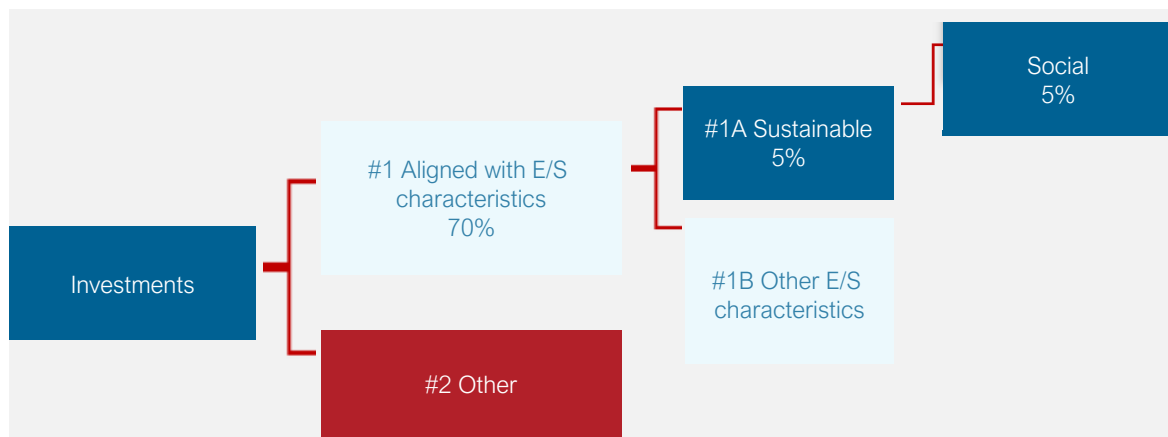 Social
5%
#1A Sustainable
5%
#1 Aligned with E/S
characteristics
70%
#1B Other E/S
characteristics
Investments
#2 Other